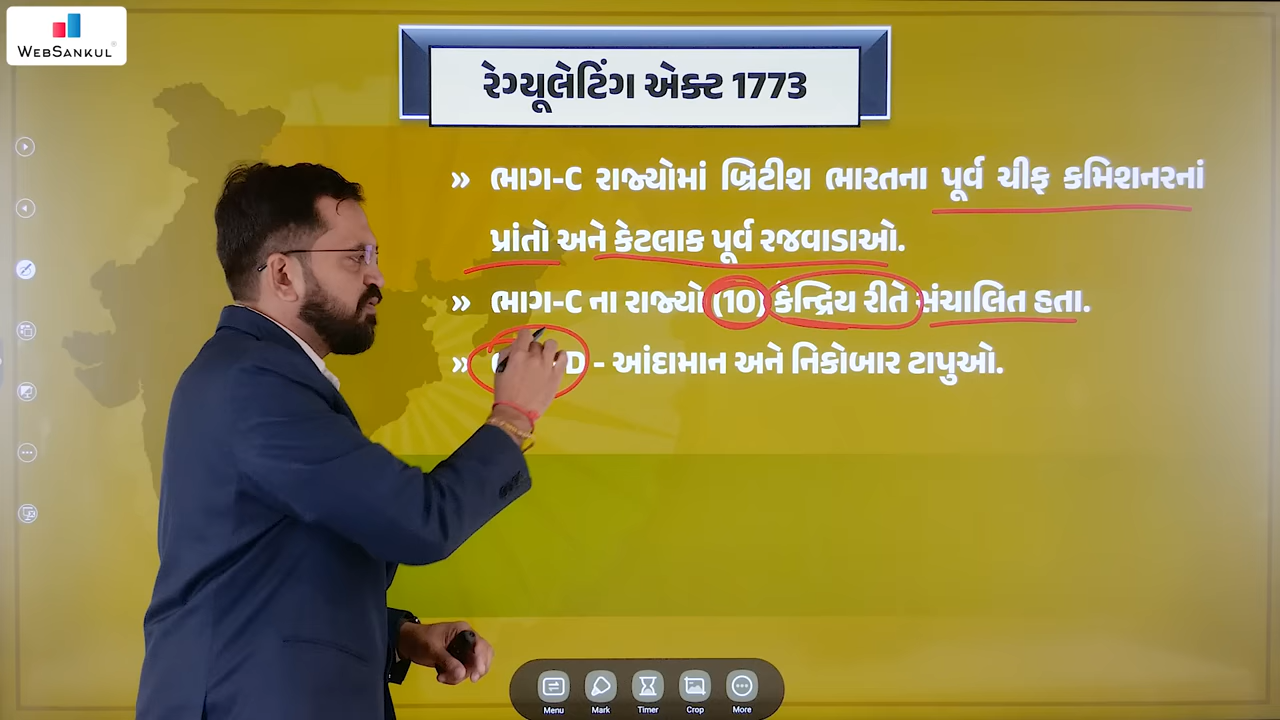 WEBSANKUL
રેગ્યૂલેટિંગ એક્ટ 1773
» ભાગ-C રાજ્યોમાં બ્રિટીશ ભારતના પૂર્વ ચીફ કમિશનરનાં
પ્રાંતો અને કેટલાક પૂર્વ રજવાડાઓ.
» ભાગ-C ના રાજ્યો (10) કેન્દ્રિય રીતે સંચાલિત હતા.
» D - આંદામાન અને નિકોબાર ટાપુઓ.
Menu Mark Timer Crop More